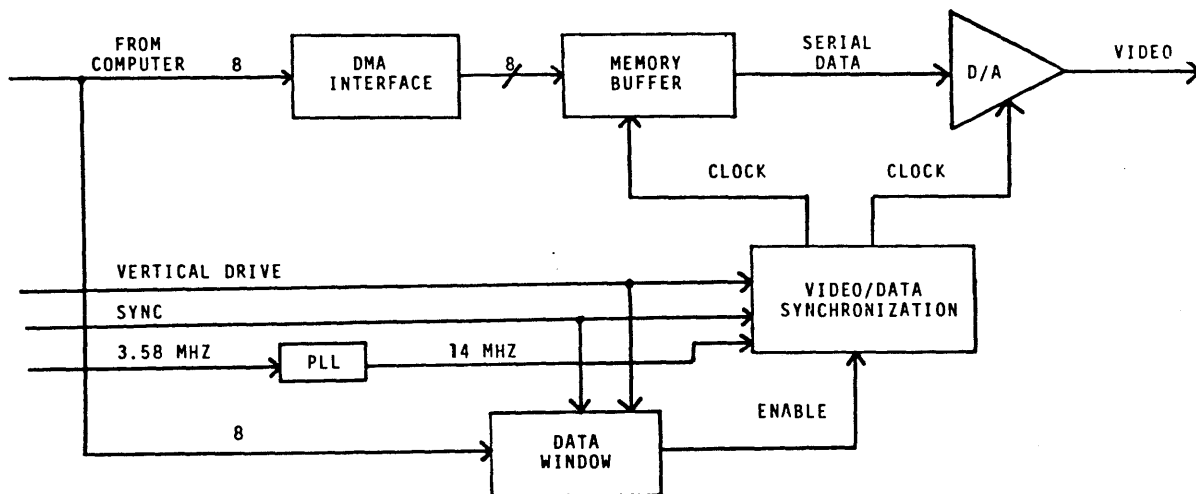 FROM
COMPUTER 8
DMA
INTERFACE
8
MEMORY
BUFFER
SERIAL
DATA
D/A
VIDEO
CLOCK
CLOCK
VERTICAL DRIVE
SYNC
3.58 MHZ
PLL
14 MHZ
VIDEO/DATA
SYNCHRONIZATION
8
DATA
WINDOW
ENABLE